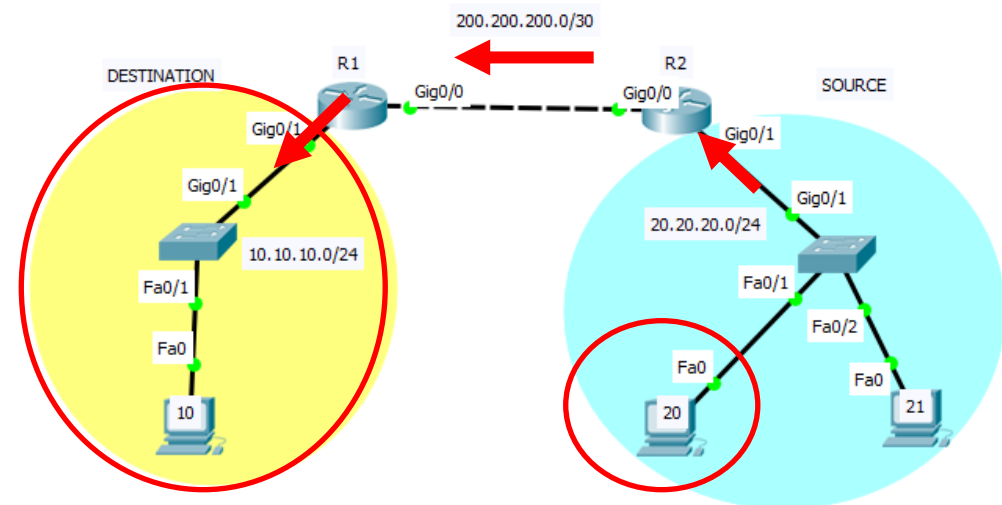 200.200.200.0/30
R1
R2
DESTINATION
SOURCE
Gig0/0
Gig0/0
Gig0/1
Gig0/1
Gig0/1
Gig0/1
20.20.20.0/24
10.10.10.0/24
Fa0/1
Fa0/1
Fa0/2
Fa0
Fa0
Fa0
10
20
21